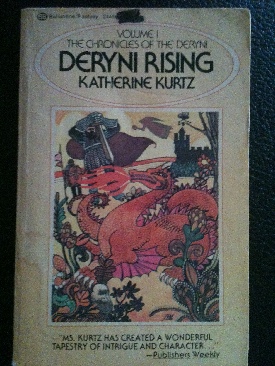 Ballantine
VOLUME I
THE CHRONICLES OF THE DERYNI
DERYNI RISING
KATHERINE KURTZ
"MS. KURTZ HAS CREATED A WONDERFUL
TAPESTRY OF INTRIGUE AND CHARACTER..."
—Publishers Weekly